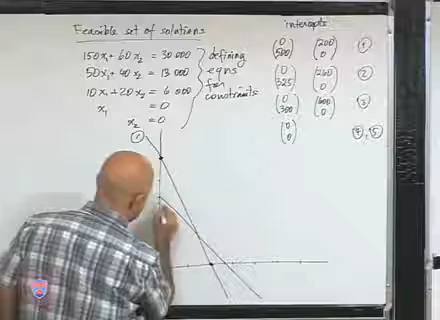 Feasible set of solutions
intercepts
150x₁ + 60x₂ = 30 000
50x₁ + 40x₂ = 13 000
10x₁ + 20x₂ = 6 000
x₁ = 0
x₂ = 0
} defining
eqns
for
constraints
(0 500) (200 0) ①
(0 325) (260 0) ②
(0 300) (600 0) ③
(0 0) ④, ⑤
①